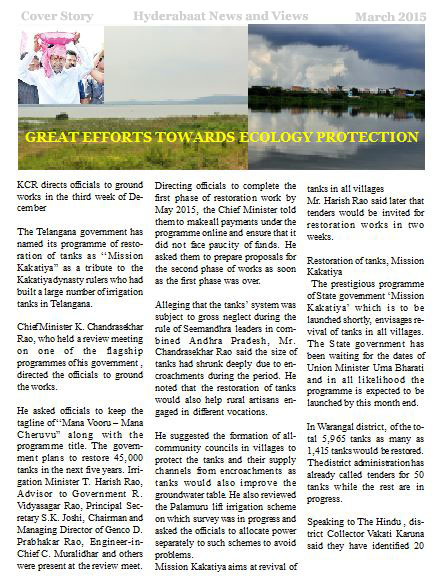 Cover Story Hyderabaat News and Views March 2015
GREAT EFFORTS TOWARDS ECOLOGY PROTECTION
KCR directs officials to ground
works in the third week of De-
cember
The Telangana government has
named its programme of resto-
ration of tanks as ‘‘Mission
Kakatiya” as a tribute to the
Kakatiya dynasty rulers who had
built a large number of irrigation
tanks in Telangana.
Chief Minister K. Chandrasekhar
Rao, who held a review meeting
on one of the flagship
programmes of his government ,
directed the officials to ground
the works.
He asked officials to keep the
tagline of ‘‘Mana Vooru – Mana
Cheruvu” along with the
programme title. The govern-
ment plans to restore 45,000
tanks in the next five years. Irri-
gation Minister T. Harish Rao,
Advisor to Government R.
Vidyasagar Rao, Principal Sec-
retary S.K. Joshi, Chairman and
Managing Director of Genco D.
Prabhakar Rao, Engineer-in-
Chief C. Muralidhar and others
were present at the review meet.
Directing officials to complete the
first phase of restoration work by
May 2015, the Chief Minister told
them to make all payments under the
programme online and ensure that it
did not face paucity of funds. He
asked them to prepare proposals for
the second phase of works as soon
as the first phase was over.
Alleging that the tanks’ system was
subject to gross neglect during the
rule of Seemandhra leaders in com-
bined Andhra Pradesh, Mr.
Chandrasekhar Rao said the size of
tanks had shrunk deeply due to en-
croachments during the period. He
noted that the restoration of tanks
would also help rural artisans en-
gaged in different vocations.
He suggested the formation of all-
community councils in villages to
protect the tanks and their supply
channels from encroachments as
tanks would also improve the
groundwater table. He also reviewed
the Palamuru lift irrigation scheme
on which survey was in progress and
asked the officials to allocate power
separately to such schemes to avoid
problems.
Mission Kakatiya aims at revival of
tanks in all villages
Mr. Harish Rao said later that
tenders would be invited for
restoration works in two
weeks.
Restoration of tanks, Mission
Kakatiya
The prestigious programme
of State government ‘Mission
Kakatiya’ which is to be
launched shortly, envisages re-
vival of tanks in all villages.
The State government has
been waiting for the dates of
Union Minister Uma Bharati
and in all likelihood the
programme is expected to be
launched by this month end.
In Warangal district, of the to-
tal 5,965 tanks as many as
1,415 tanks would be restored.
The district administration has
already called tenders for 50
tanks while the rest are in
progress.
Speaking to The Hindu , dis-
trict Collector Vakati Karuna
said they have identified 20